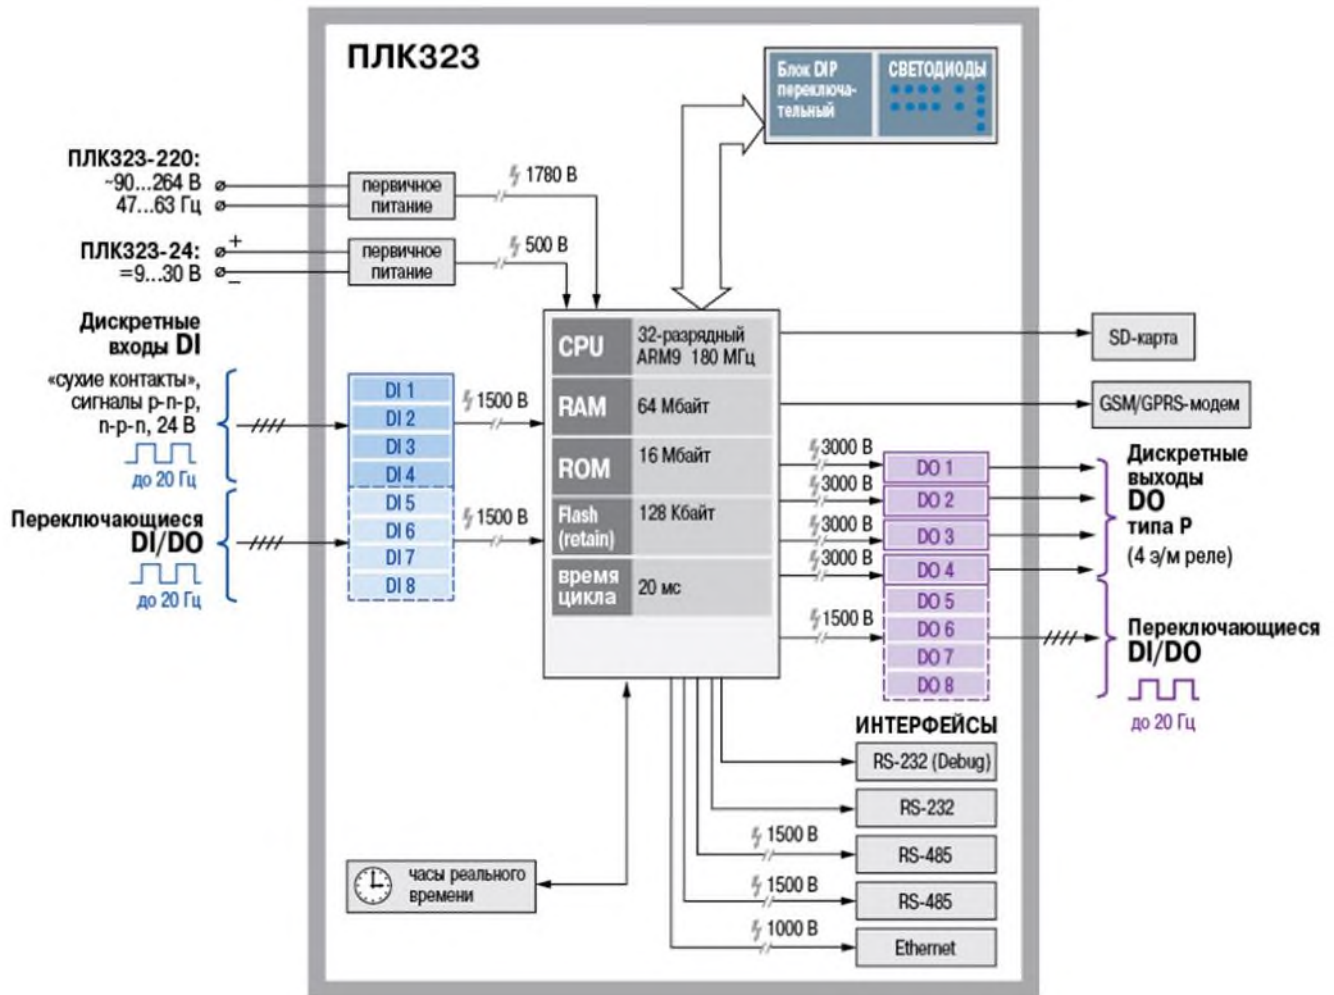 ПЛК323
Блок DIP
переключа-
тельный
СВЕТОДИОДЫ
ПЛК323-220:
~90...264 В
47...63 Гц
первичное
питание
1780 В
ПЛК323-24:
=9...30 В
+
–
первичное
питание
500 В
Дискретные
входы DI
«сухие контакты»,
сигналы p-n-p,
n-p-n, 24 В
до 20 Гц
DI 1
DI 2
DI 3
DI 4
1500 В
Переключающиеся
DI/DO
до 20 Гц
DI 5
DI 6
DI 7
DI 8
1500 В
CPU
32-разрядный
ARM9 180 МГц
RAM
64 Мбайт
ROM
16 Мбайт
Flash
(retain)
128 Кбайт
время
цикла
20 мс
SD-карта
GSM/GPRS-модем
3000 В
DO 1
3000 В
DO 2
3000 В
DO 3
3000 В
DO 4
Дискретные
выходы
DO
типа Р
(4 э/м реле)
1500 В
DO 5
DO 6
DO 7
DO 8
Переключающиеся
DI/DO
до 20 Гц
ИНТЕРФЕЙСЫ
RS-232 (Debug)
RS-232
1500 В
RS-485
1500 В
RS-485
1000 В
Ethernet
часы реального
времени